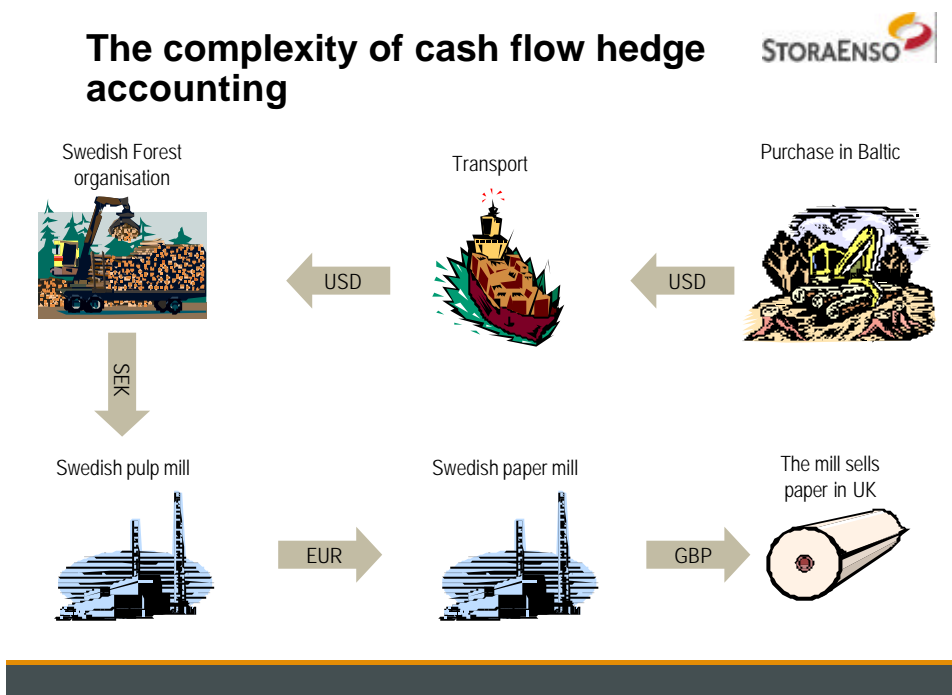 The complexity of cash flow hedge
accounting
STORAENSO
Swedish Forest
organisation
Transport
Purchase in Baltic
USD
USD
SEK
Swedish pulp mill
Swedish paper mill
The mill sells
paper in UK
EUR
GBP